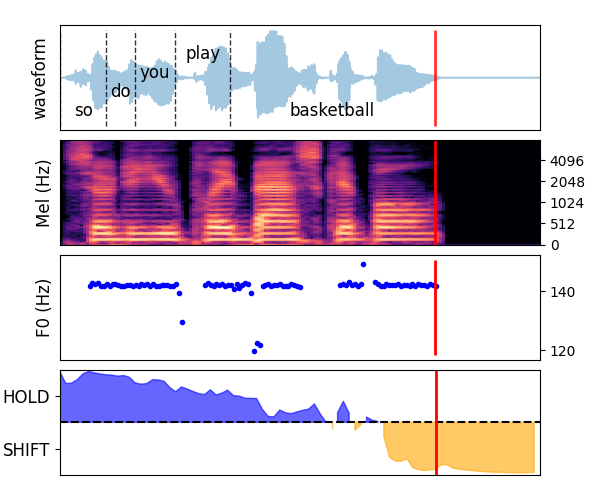 waveform
so
do
you
play
basketball
Mel (Hz)
4096
2048
1024
512
0
F0 (Hz)
140
120
HOLD
SHIFT